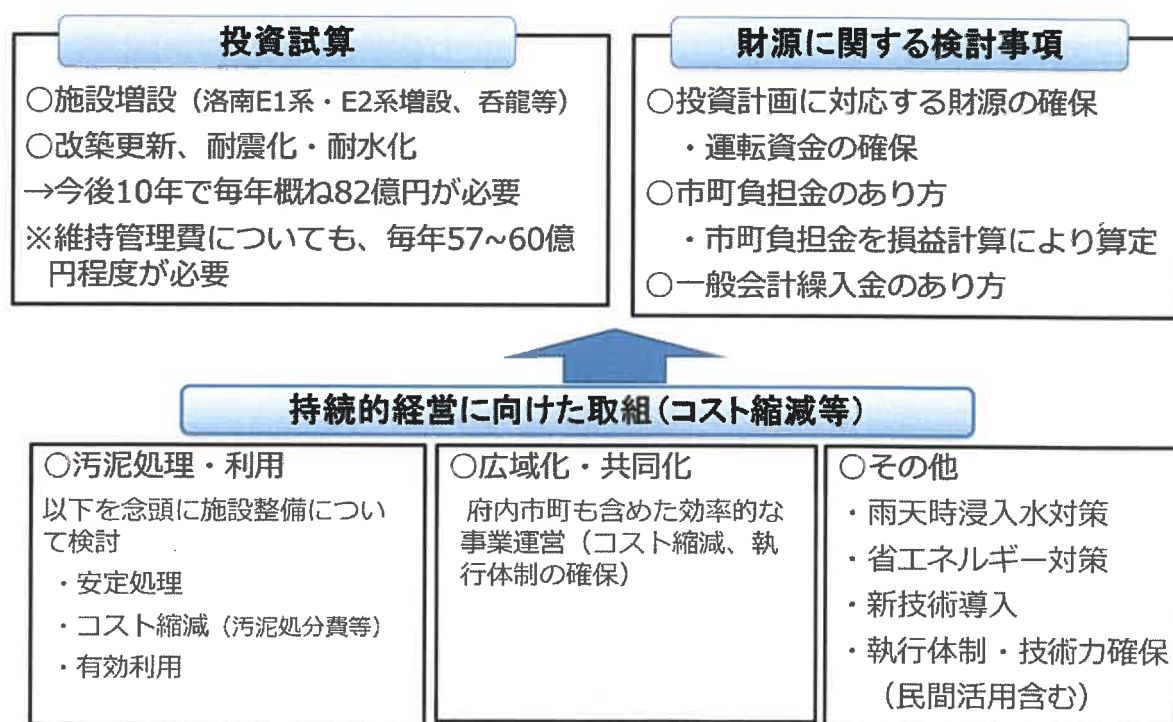 投資試算
○施設増設（洛南E1系・E2系増設、呑龍等）
○改築更新、耐震化・耐水化
→今後10年で毎年概ね82億円が必要
※維持管理費についても、毎年57~60億
円程度が必要
財源に関する検討事項
○投資計画に対応する財源の確保
・運転資金の確保
○市町負担金のあり方
・市町負担金を損益計算により算定
○一般会計繰入金のあり方
持続的経営に向けた取組（コスト縮減等）
○汚泥処理・利用
以下を念頭に施設整備につい
て検討
・安定処理
・コスト縮減（汚泥処分費等）
・有効利用
○広域化・共同化
府内市町も含めた効率的な
事業運営（コスト縮減、執
行体制の確保）
○その他
・雨天時浸入水対策
・省エネルギー対策
・新技術導入
・執行体制・技術力確保
（民間活用含む）